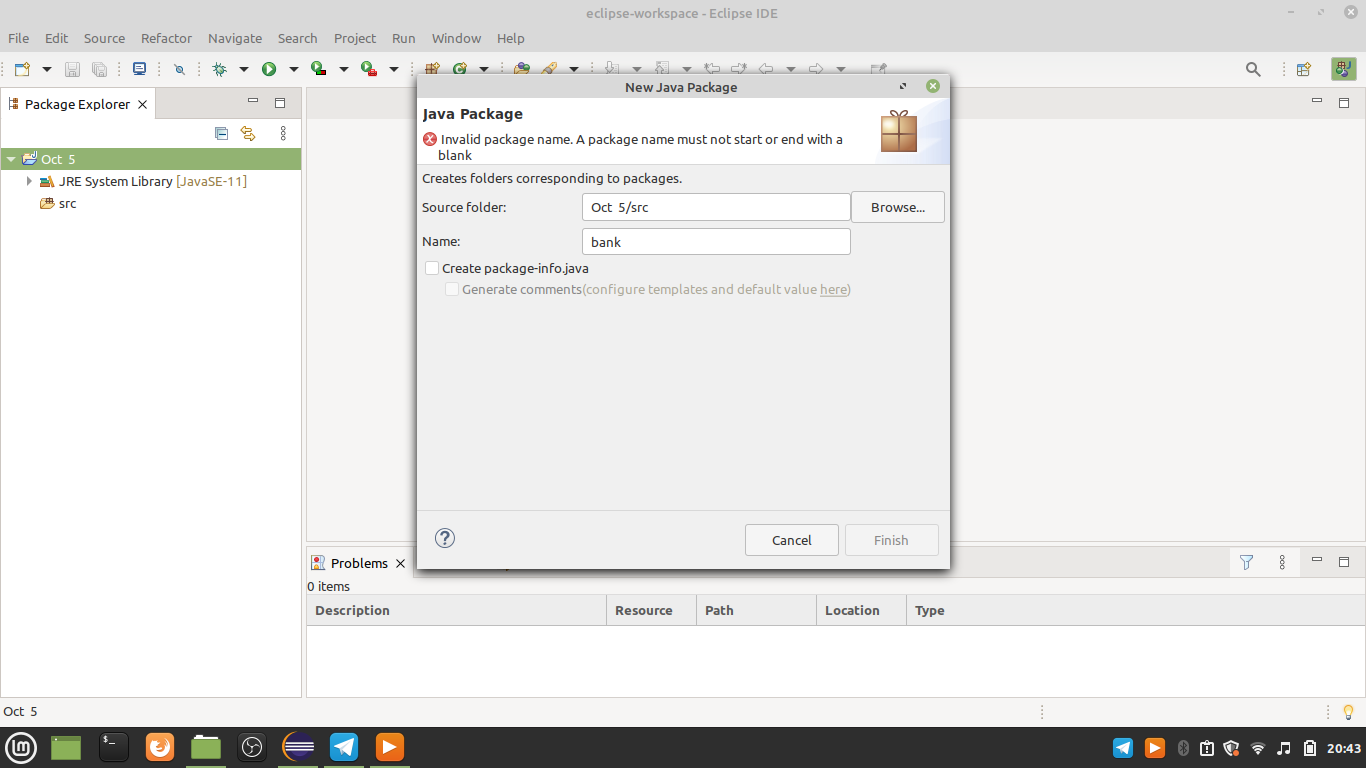 eclipse-workspace - Eclipse IDE
File Edit Source Refactor Navigate Search Project Run Window Help
Package Explorer
Oct 5
JRE System Library [JavaSE-11]
src
New Java Package
Java Package
Invalid package name. A package name must not start or end with a
blank
Creates folders corresponding to packages.
Source folder: Oct 5/src Browse...
Name: bank
Create package-info.java
Generate comments(configure templates and default value here)
? Cancel Finish
Problems
0 items
Description Resource Path Location Type
Oct 5
20:43